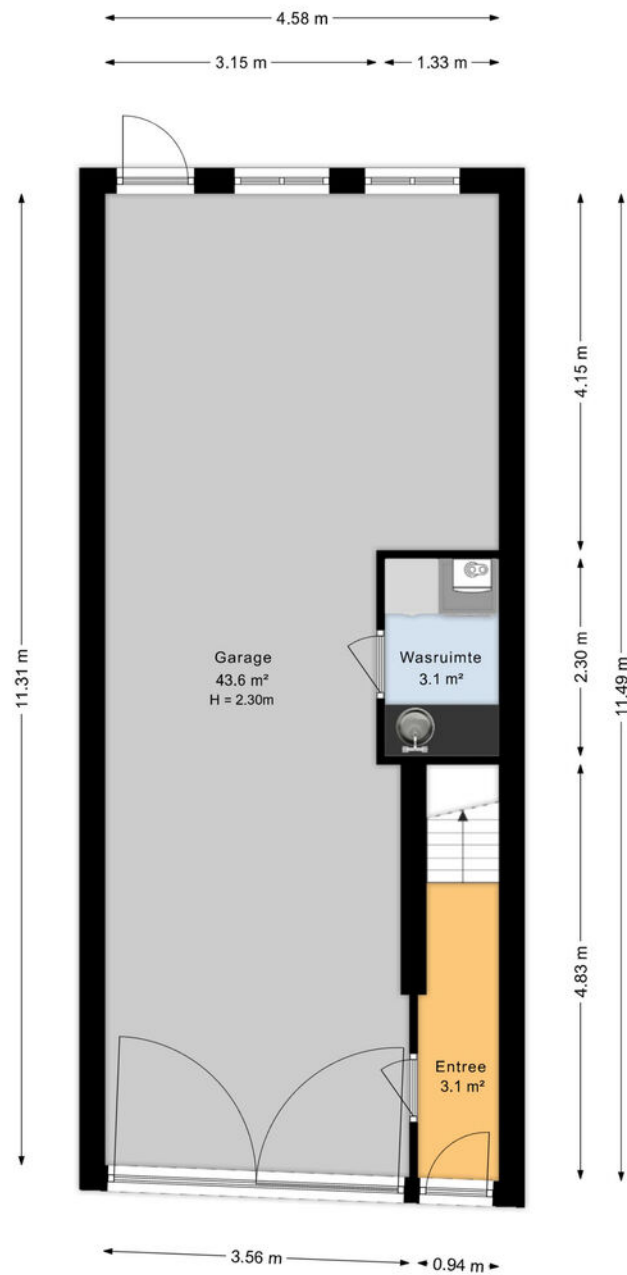 4.58 m
3.15 m
1.33 m
4.15 m
11.31 m
2.30 m
11.49 m
Garage
43.6 m²
H = 2.30m
Wasruimte
3.1 m²
4.83 m
Entree
3.1 m²
3.56 m
0.94 m